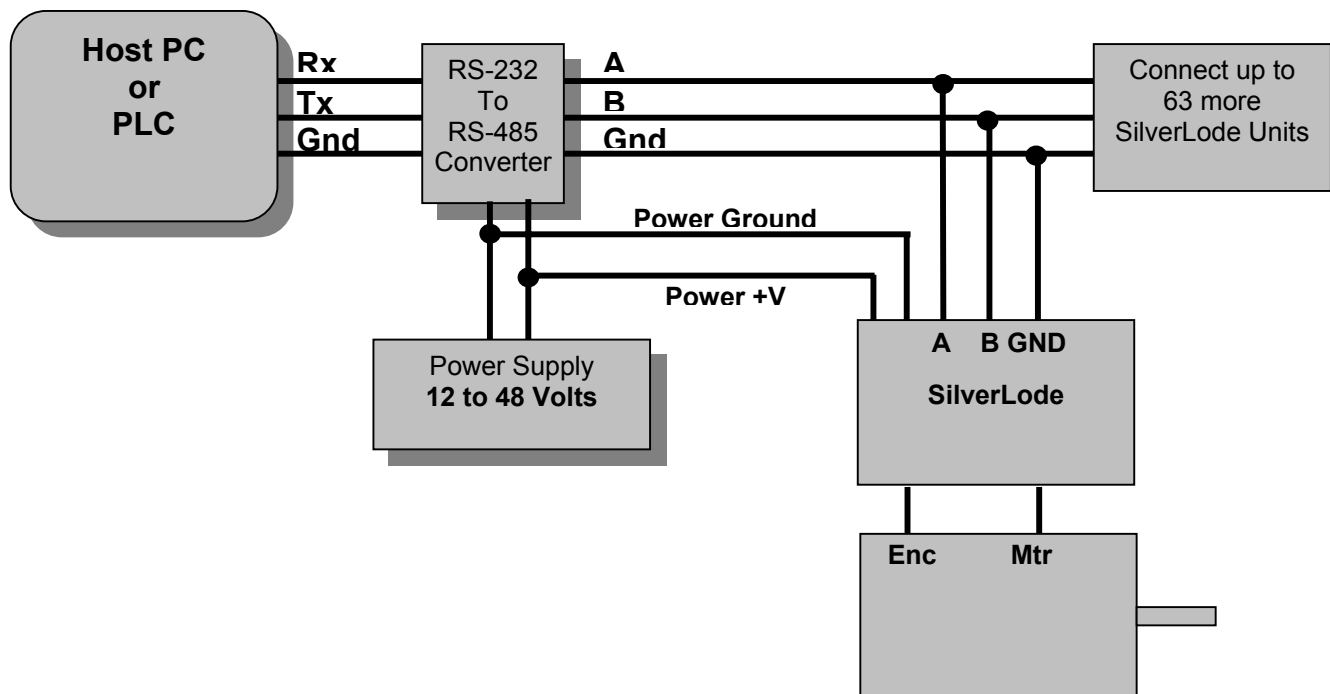 Host PC
or
PLC
Rx
Tx
Gnd
RS-232
To
RS-485
Converter
A
B
Gnd
Connect up to
63 more
SilverLode Units
Power Ground
Power +V
Power Supply
12 to 48 Volts
A B GND
SilverLode
Enc Mtr